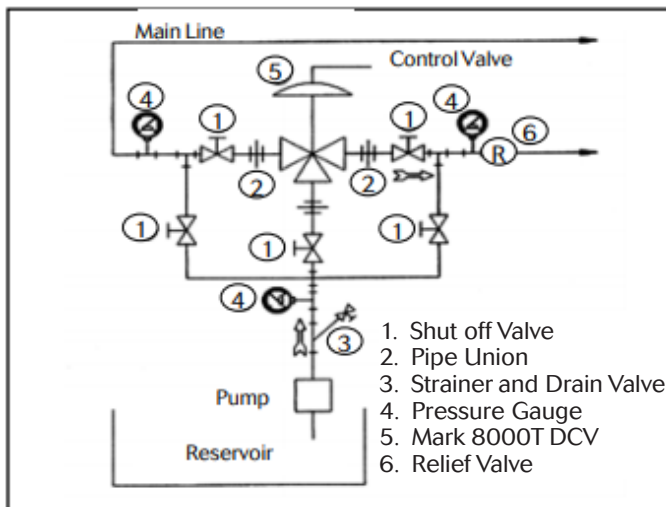 Main Line
Control Valve
5
4
4
1
1
6
R
2
2
1
1
1
4
3
Pump
Reservoir
1. Shut off Valve
2. Pipe Union
3. Strainer and Drain Valve
4. Pressure Gauge
5. Mark 8000T DCV
6. Relief Valve